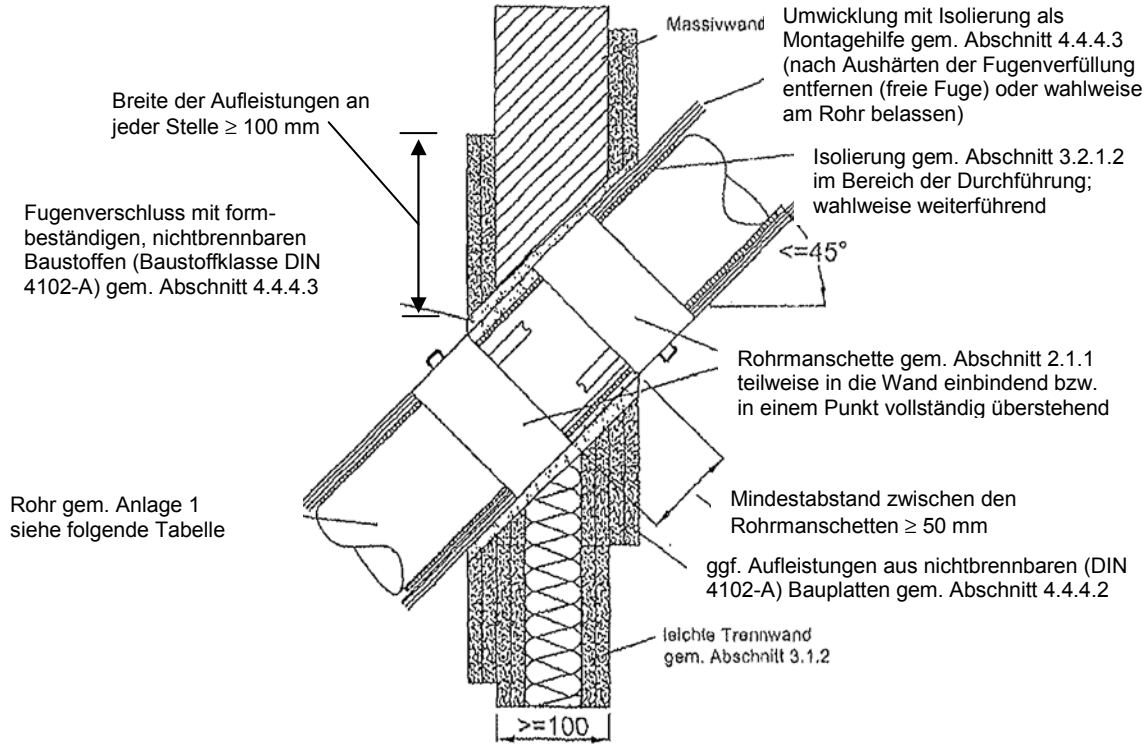 Massivwand
Umwicklung mit Isolierung als
Montagehilfe gem. Abschnitt 4.4.4.3
(nach Aushärten der Fugenverfüllung
entfernen (freie Fuge) oder wahlweise
am Rohr belassen)
Breite der Aufleistungen an
jeder Stelle ≥ 100 mm
Isolierung gem. Abschnitt 3.2.1.2
im Bereich der Durchführung;
wahlweise weiterführend
Fugenverschluss mit form-
beständigen, nichtbrennbaren
Baustoffen (Baustoffklasse DIN
4102-A) gem. Abschnitt 4.4.4.3
<=45°
Rohrmanschette gem. Abschnitt 2.1.1
teilweise in die Wand einbindend bzw.
in einem Punkt vollständig überstehend
Rohr gem. Anlage 1
siehe folgende Tabelle
Mindestabstand zwischen den
Rohrmanschetten ≥ 50 mm
ggf. Aufleistungen aus nichtbrennbaren (DIN
4102-A) Bauplatten gem. Abschnitt 4.4.4.2
leichte Trennwand
gem. Abschnitt 3.1.2
>=100